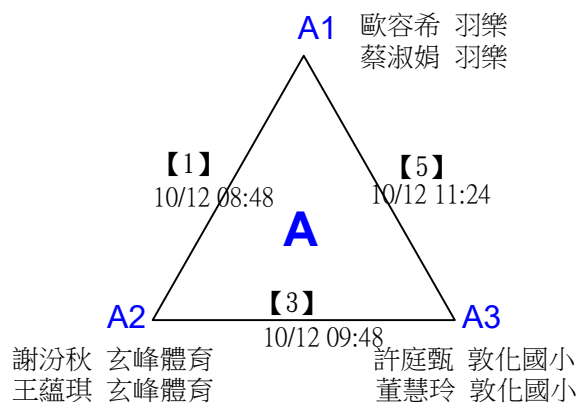 A1
歐容希 羽樂
蔡淑娟 羽樂
【1】
10/12 08:48
【5】
10/12 11:24
A
A2
【3】
A3
10/12 09:48
謝汾秋 玄峰體育
王蘊琪 玄峰體育
許庭甄 敦化國小
董慧玲 敦化國小